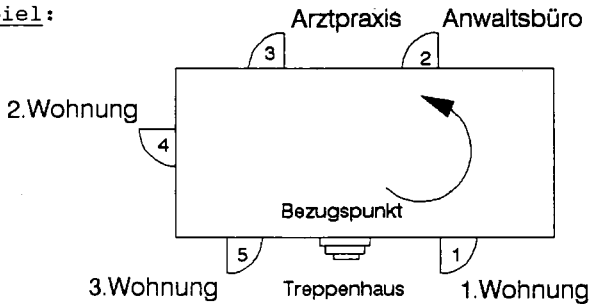 iel:
Arztpraxis Anwaltsbüro
3 2
2.Wohnung
4
Bezugspunkt
5 1
3.Wohnung Treppenhaus 1.Wohnung